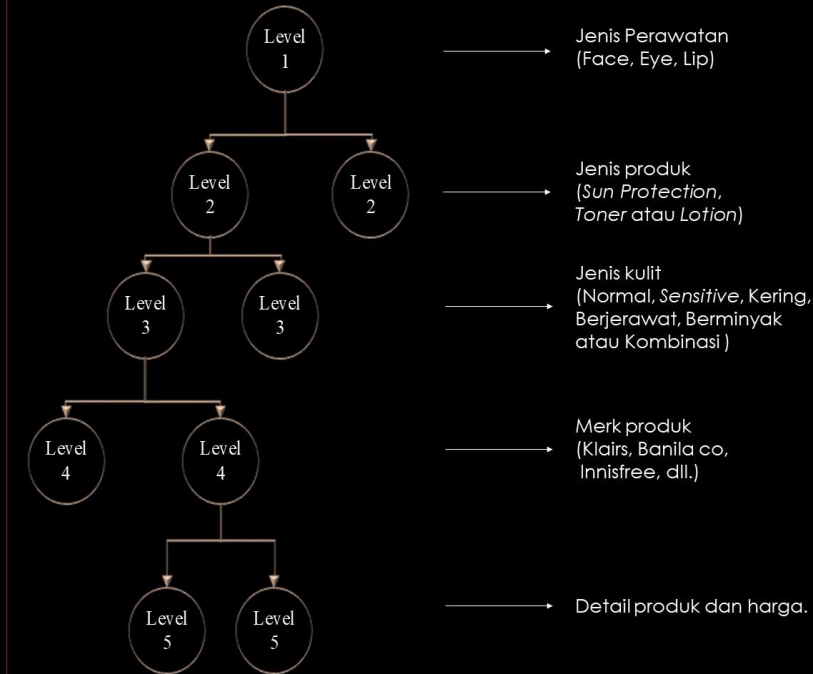 Level
1
Jenis Perawatan
(Face, Eye, Lip)
Level
2
Level
2
Jenis produk
(Sun Protection,
Toner atau Lotion)
Level
3
Level
3
Jenis kulit
(Normal, Sensitive, Kering,
Berjerawat, Berminyak
atau Kombinasi )
Level
4
Level
4
Merk produk
(Klairs, Banila co,
Innisfree, dll.)
Level
5
Level
5
Detail produk dan harga.